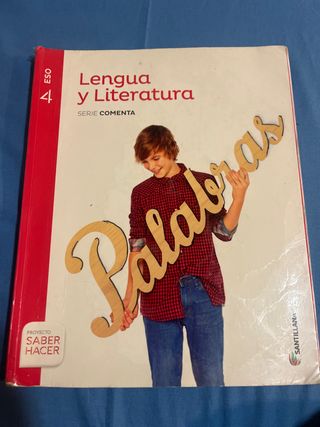 4 ESO
Lengua
y Literatura
SERIE COMENTA
Palabras
PROYECTO
SABER
HACER
SANTILLANA